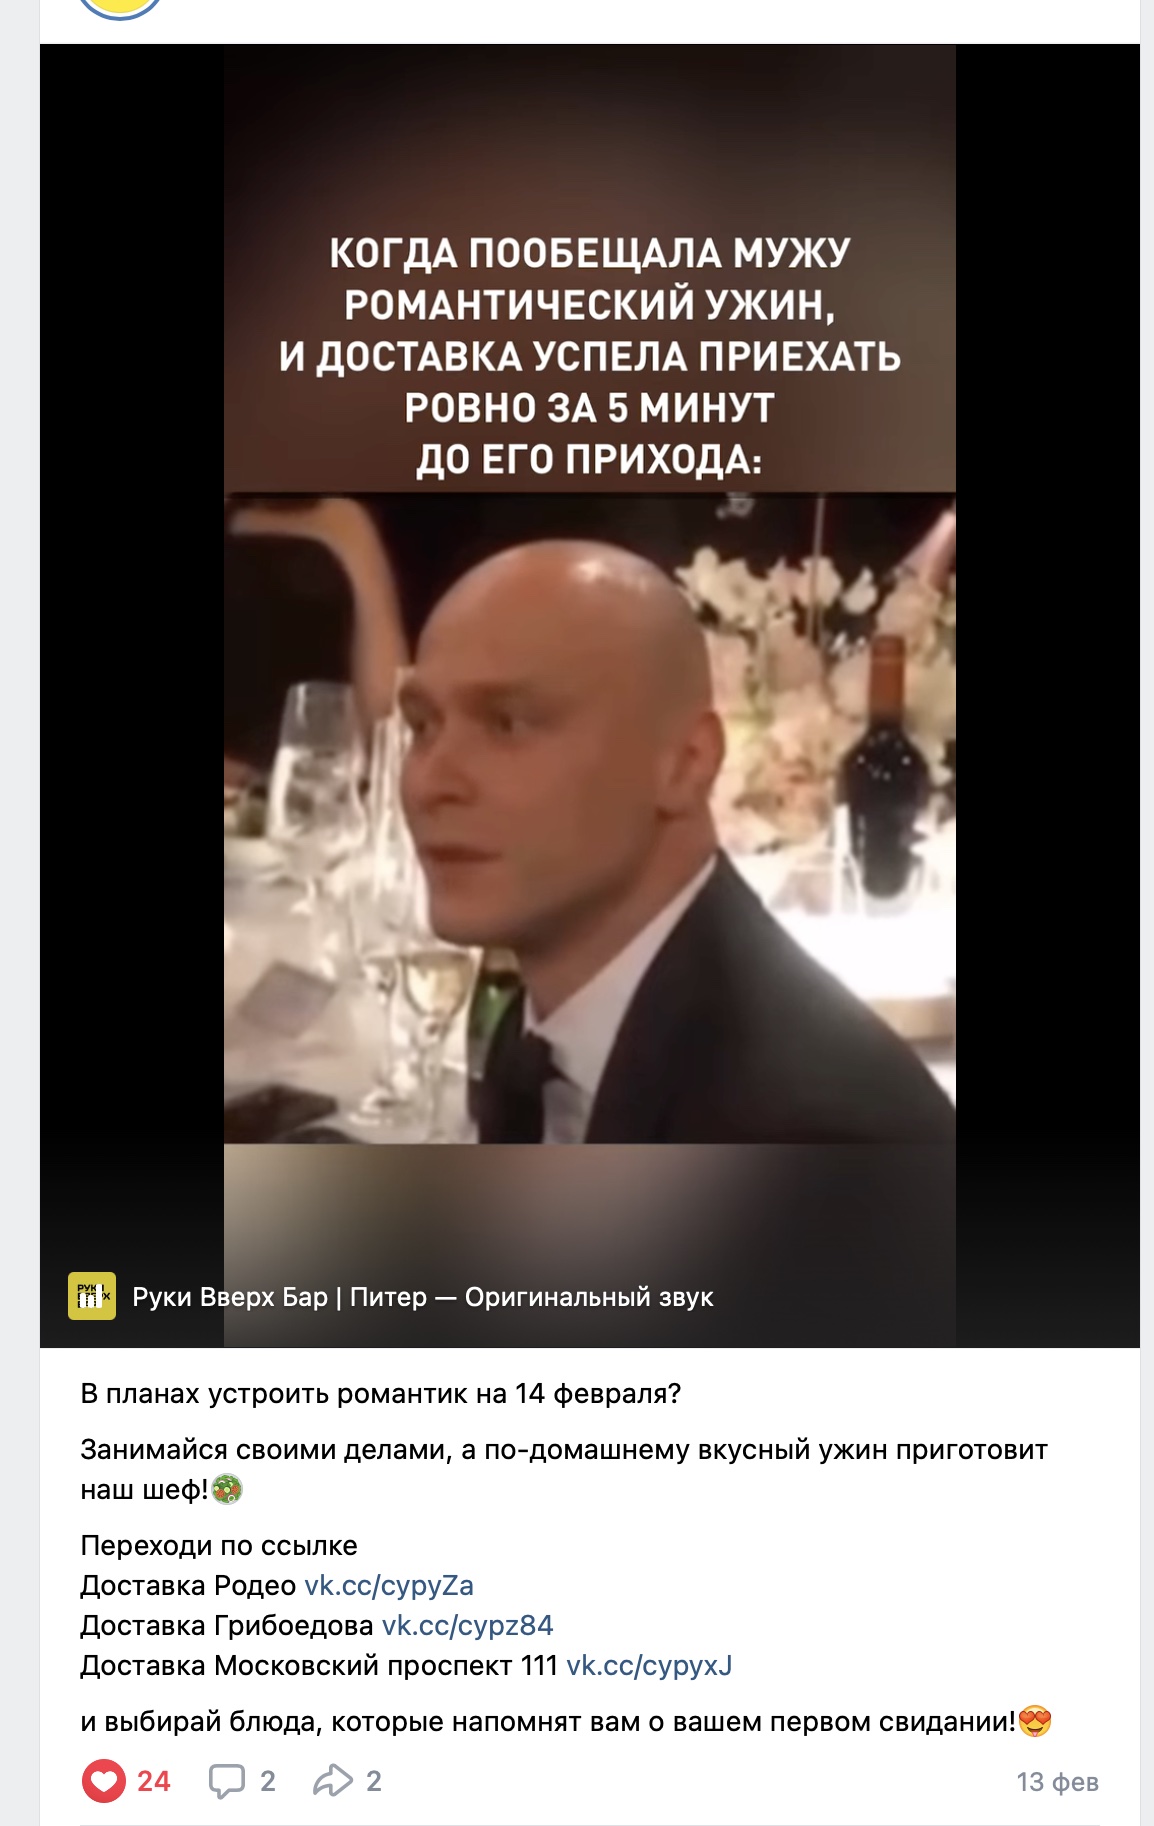 КОГДА ПООБЕЩАЛА МУЖУ
РОМАНТИЧЕСКИЙ УЖИН,
И ДОСТАВКА УСПЕЛА ПРИЕХАТЬ
РОВНО ЗА 5 МИНУТ
ДО ЕГО ПРИХОДА:
Руки Вверх Бар | Питер — Оригинальный звук
В планах устроить романтик на 14 февраля?
Занимайся своими делами, а по-домашнему вкусный ужин приготовит
наш шеф!🥗
Переходи по ссылке
Доставка Родео vk.cc/cypyZa
Доставка Грибоедова vk.cc/cypz84
Доставка Московский проспект 111 vk.cc/cypyxJ
и выбирай блюда, которые напомнят вам о вашем первом свидании!😍
24 2 2 13 фев